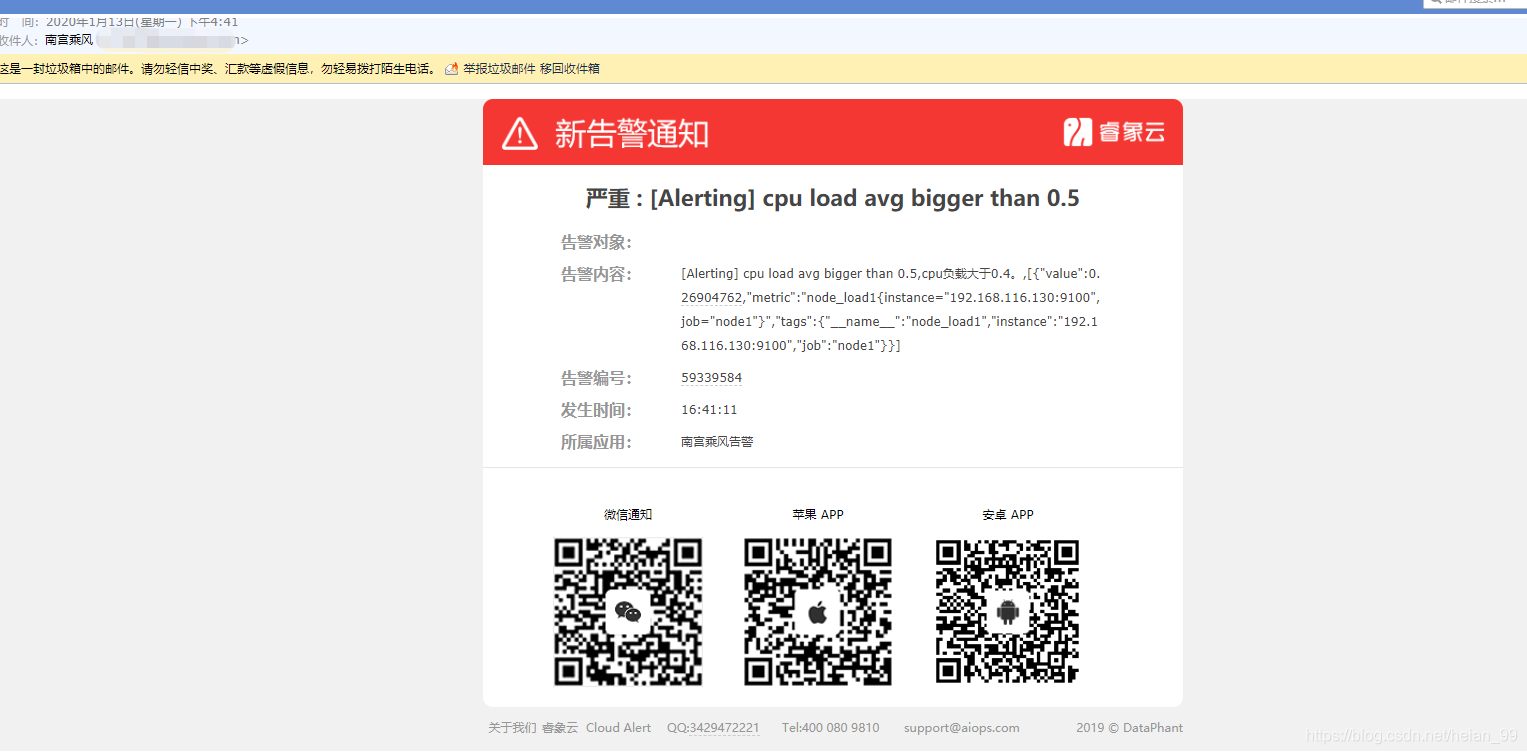 时 间：2020年1月13日(星期一) 下午4:41
收件人：南宫乘风 n>
这是一封垃圾箱中的邮件。请勿轻信中奖、汇款等虚假信息，勿轻易拨打陌生电话。 举报垃圾邮件 移回收件箱
新告警通知
睿象云
严重 : [Alerting] cpu load avg bigger than 0.5
告警对象：
告警内容：
[Alerting] cpu load avg bigger than 0.5,cpu负载大于0.4。,[{"value":0.
26904762,"metric":"node_load1{instance="192.168.116.130:9100",
job="node1"}","tags":{"__name__":"node_load1","instance":"192.1
68.116.130:9100","job":"node1"}}]
告警编号： 59339584
发生时间： 16:41:11
所属应用： 南宫乘风告警
微信通知 苹果 APP 安卓 APP
关于我们 睿象云 Cloud Alert QQ:3429472221 Tel:400 080 9810 support@aiops.com 2019 © DataPhant
https://blog.csdn.net/heian_99